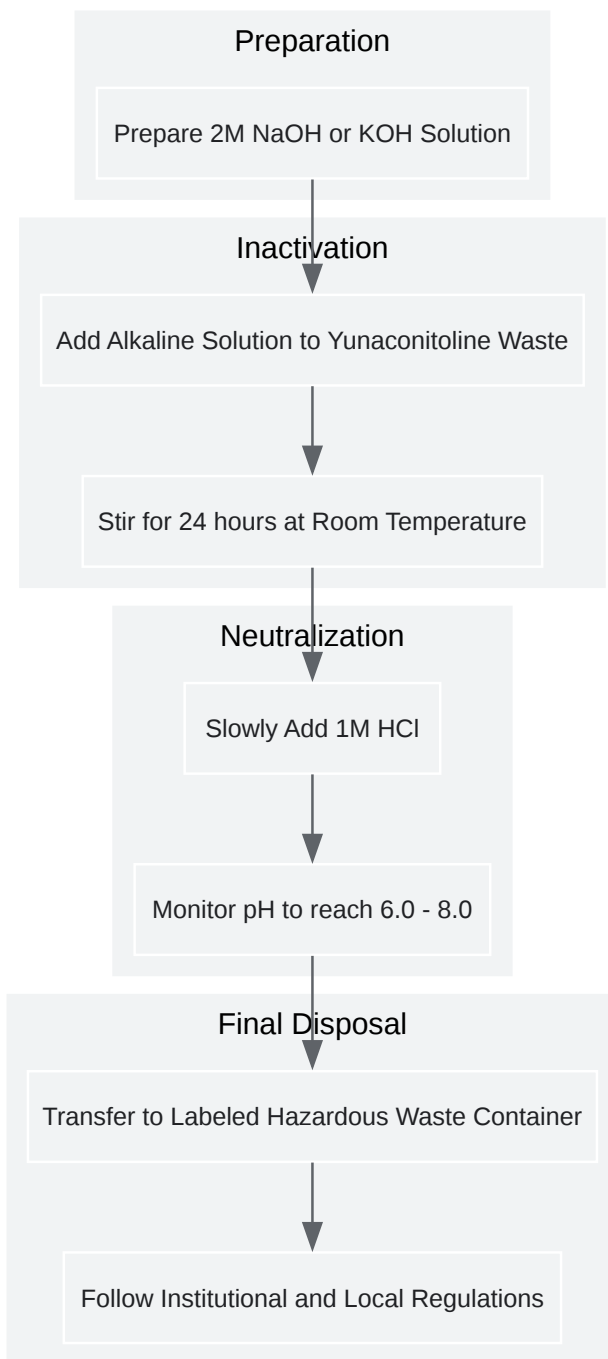 Preparation
Prepare 2M NaOH or KOH Solution
Inactivation
Add Alkaline Solution to Yunaconitoline Waste
Stir for 24 hours at Room Temperature
Neutralization
Slowly Add 1M HCl
Monitor pH to reach 6.0 - 8.0
Final Disposal
Transfer to Labeled Hazardous Waste Container
Follow Institutional and Local Regulations